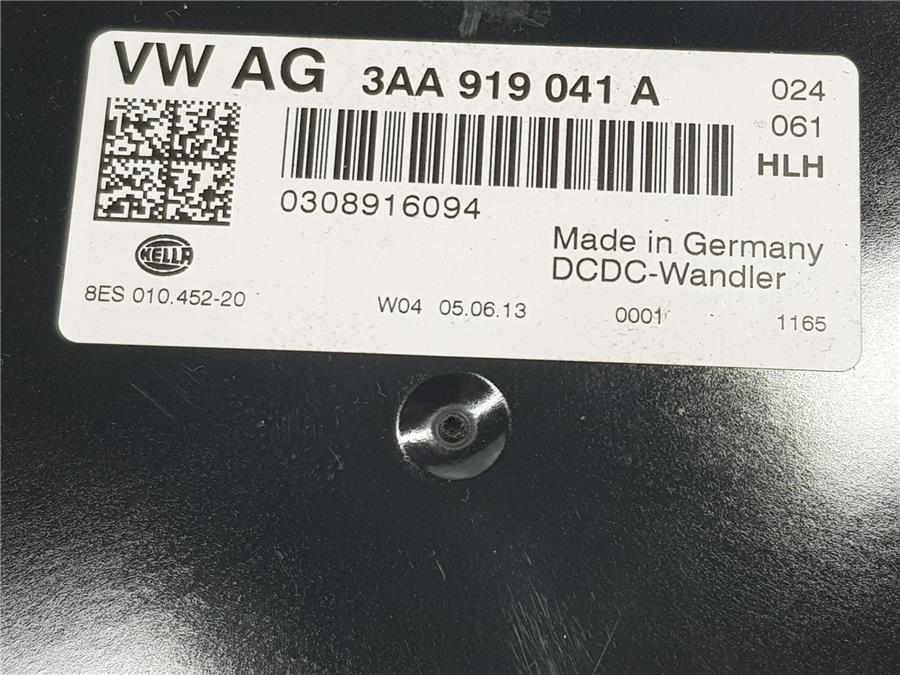 VW AG 3AA 919 041 A 024
061
HLH
0308916094
Made in Germany
DCDC-Wandler
HELLA
8ES 010.452-20 W04 05.06.13 0001 1165